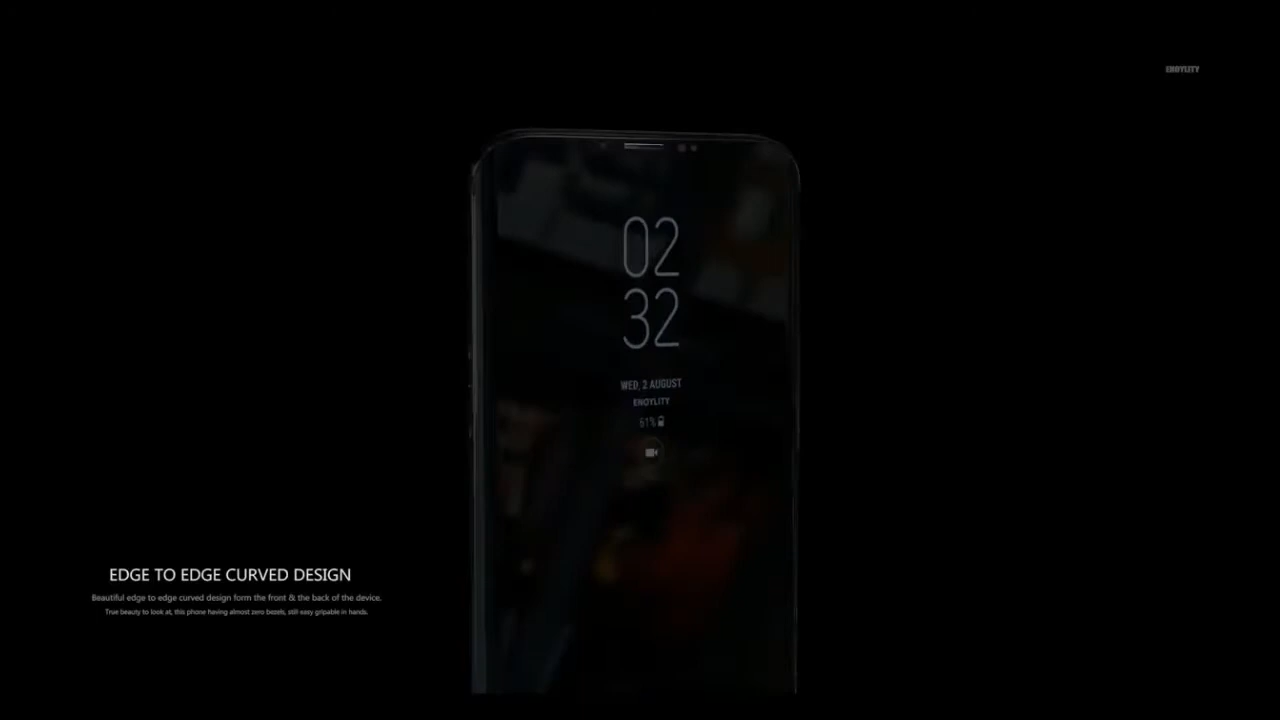 ENOYLITY
02
32
WED, 2 AUGUST
ENOYLITY
61%
EDGE TO EDGE CURVED DESIGN
Beautiful edge to edge curved design form the front & the back of the device.
True beauty to look at, this phone having almost zero bezels, still easy gripable in hands.